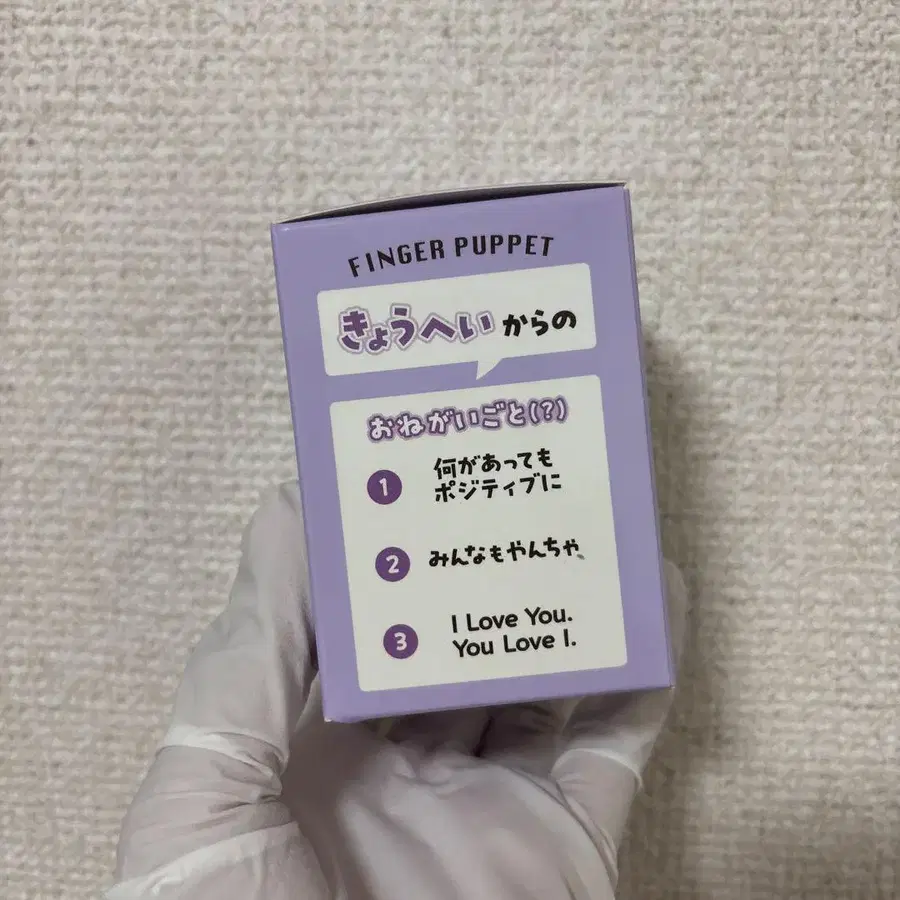 FINGER PUPPET
きょうへいからの
おねがいごと(?)
1 何があっても
ポジティブに
2 みんなもやんちゃ
3 I Love You.
You Love I.